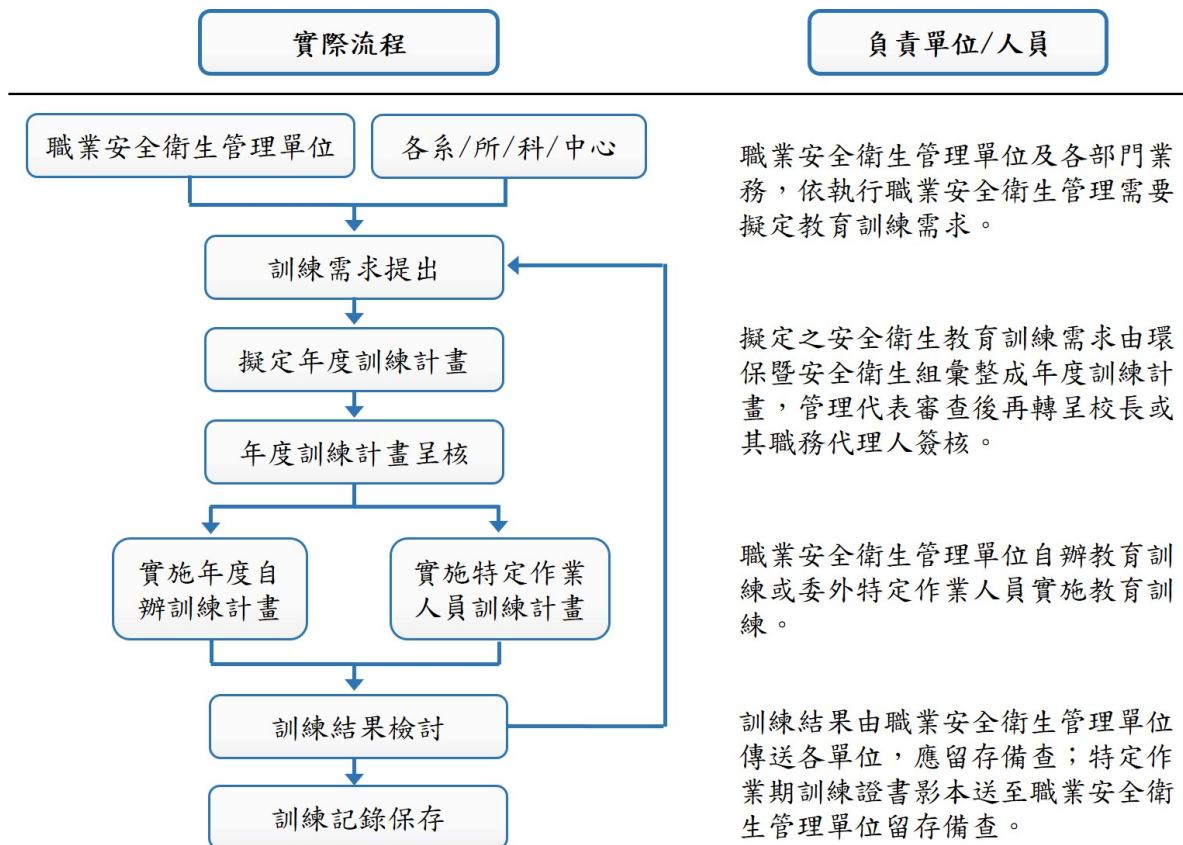 實際流程
負責單位/人員
職業安全衛生管理單位
各系/所/科/中心
職業安全衛生管理單位及各部門業
務，依執行職業安全衛生管理需要
擬定教育訓練需求。
訓練需求提出
擬定年度訓練計畫
擬定之安全衛生教育訓練需求由環
保暨安全衛生組彙整成年度訓練計
畫，管理代表審查後再轉呈校長或
其職務代理人簽核。
年度訓練計畫呈核
實施年度自
辦訓練計畫
實施特定作業
人員訓練計畫
職業安全衛生管理單位自辦教育訓
練或委外特定作業人員實施教育訓
練。
訓練結果檢討
訓練結果由職業安全衛生管理單位
傳送各單位，應留存備查；特定作
業期訓練證書影本送至職業安全衛
生管理單位留存備查。
訓練記錄保存